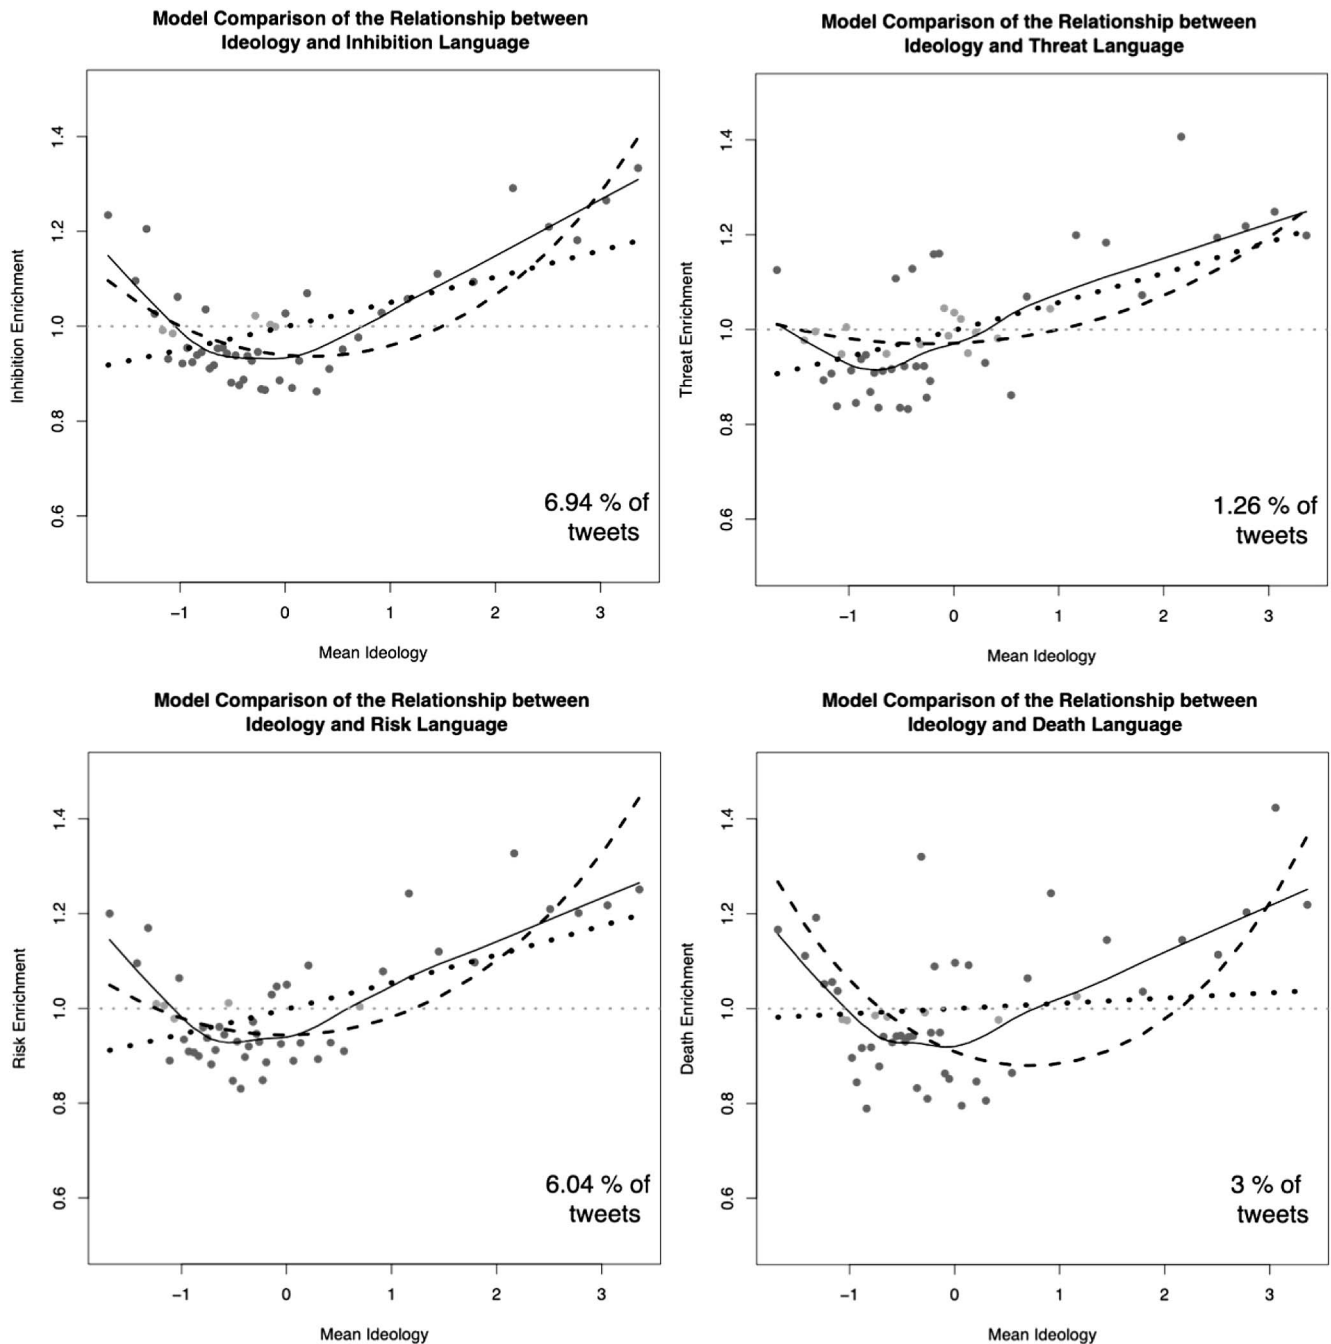 Model Comparison of the Relationship between
Ideology and Inhibition Language
Inhibition Enrichment
1.4
1.2
1.0
0.8
0.6
6.94 % of
tweets
−1
0
1
2
3
Mean Ideology
Model Comparison of the Relationship between
Ideology and Threat Language
Threat Enrichment
1.4
1.2
1.0
0.8
0.6
1.26 % of
tweets
−1
0
1
2
3
Mean Ideology
Model Comparison of the Relationship between
Ideology and Risk Language
Risk Enrichment
1.4
1.2
1.0
0.8
0.6
6.04 % of
tweets
−1
0
1
2
3
Mean Ideology
Model Comparison of the Relationship between
Ideology and Death Language
Death Enrichment
1.4
1.2
1.0
0.8
0.6
3 % of
tweets
−1
0
1
2
3
Mean Ideology